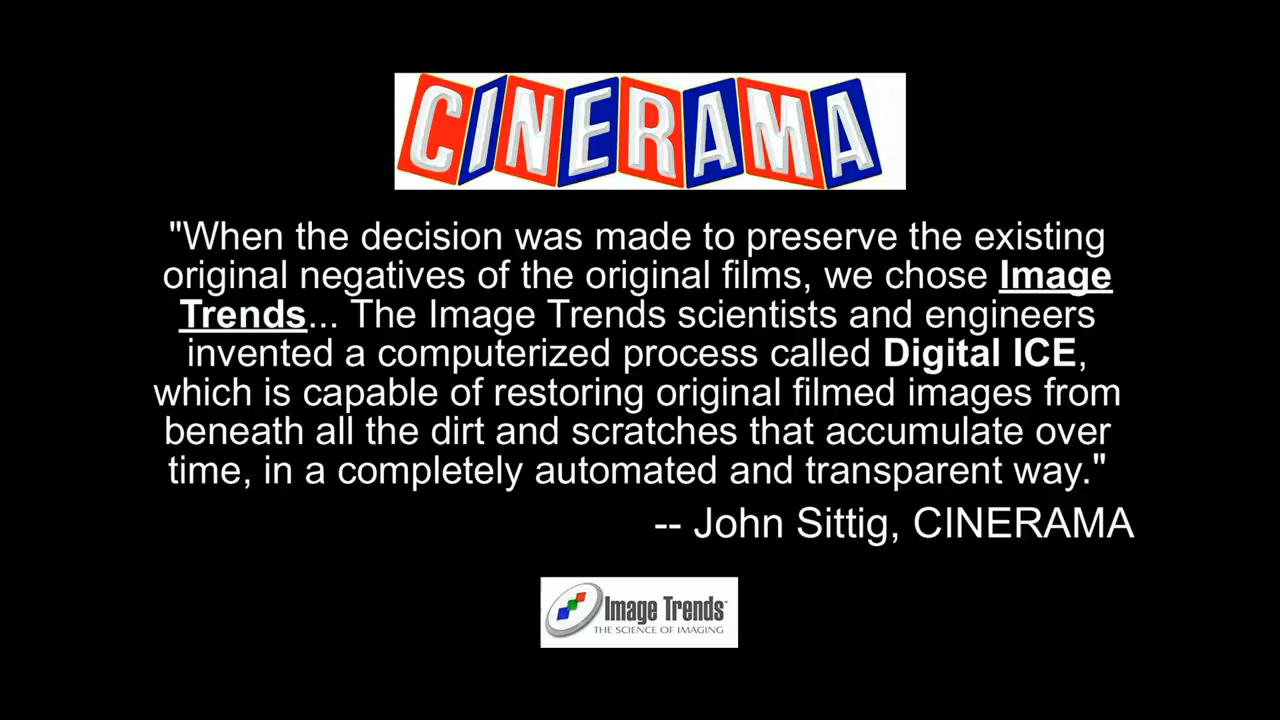 CINERAMA
"When the decision was made to preserve the existing
original negatives of the original films, we chose Image
Trends... The Image Trends scientists and engineers
invented a computerized process called Digital ICE,
which is capable of restoring original filmed images from
beneath all the dirt and scratches that accumulate over
time, in a completely automated and transparent way."
-- John Sittig, CINERAMA
Image Trends™
THE SCIENCE OF IMAGING